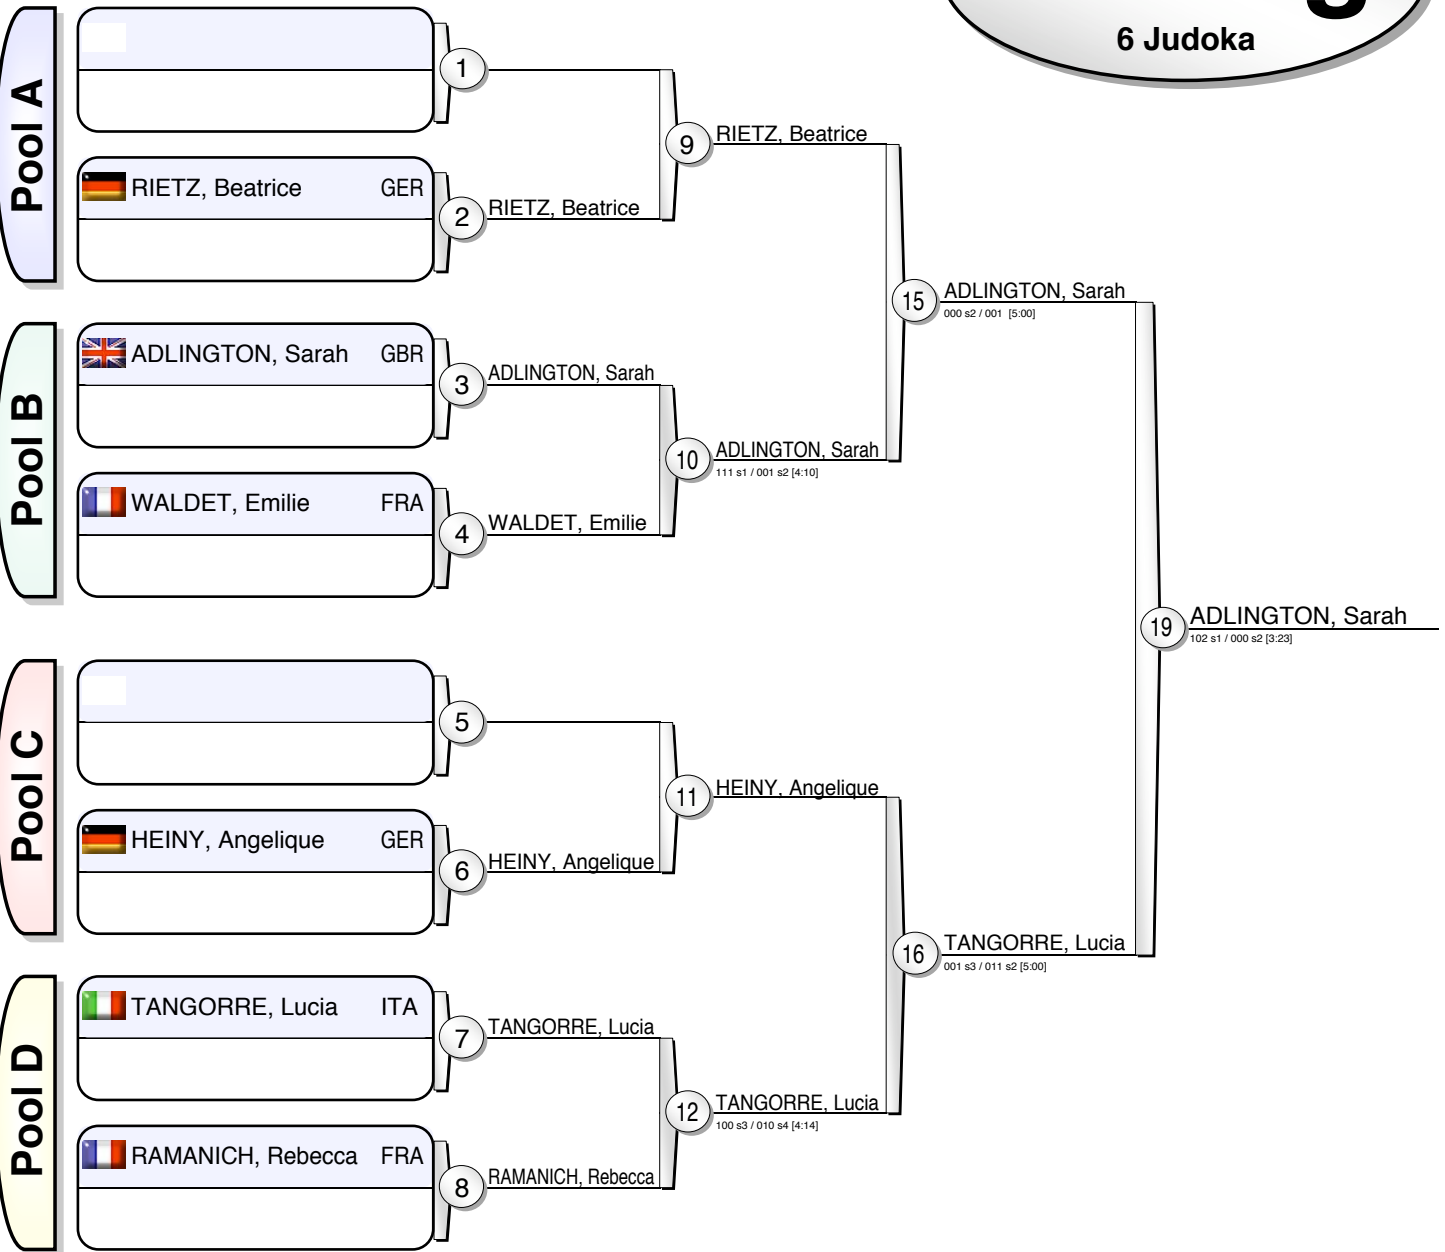 6 Judoka
Pool A
1
RIETZ, Beatrice GER
2
RIETZ, Beatrice
9
RIETZ, Beatrice
Pool B
ADLINGTON, Sarah GBR
3
ADLINGTON, Sarah
WALDET, Emilie FRA
4
WALDET, Emilie
10
ADLINGTON, Sarah
111 s1 / 001 s2 [4:10]
15
ADLINGTON, Sarah
000 s2 / 001 [5:00]
Pool C
5
HEINY, Angelique GER
6
HEINY, Angelique
11
HEINY, Angelique
Pool D
TANGORRE, Lucia ITA
7
TANGORRE, Lucia
RAMANICH, Rebecca FRA
8
RAMANICH, Rebecca
12
TANGORRE, Lucia
100 s3 / 010 s4 [4:14]
16
TANGORRE, Lucia
001 s3 / 011 s2 [5:00]
19
ADLINGTON, Sarah
102 s1 / 000 s2 [3:23]